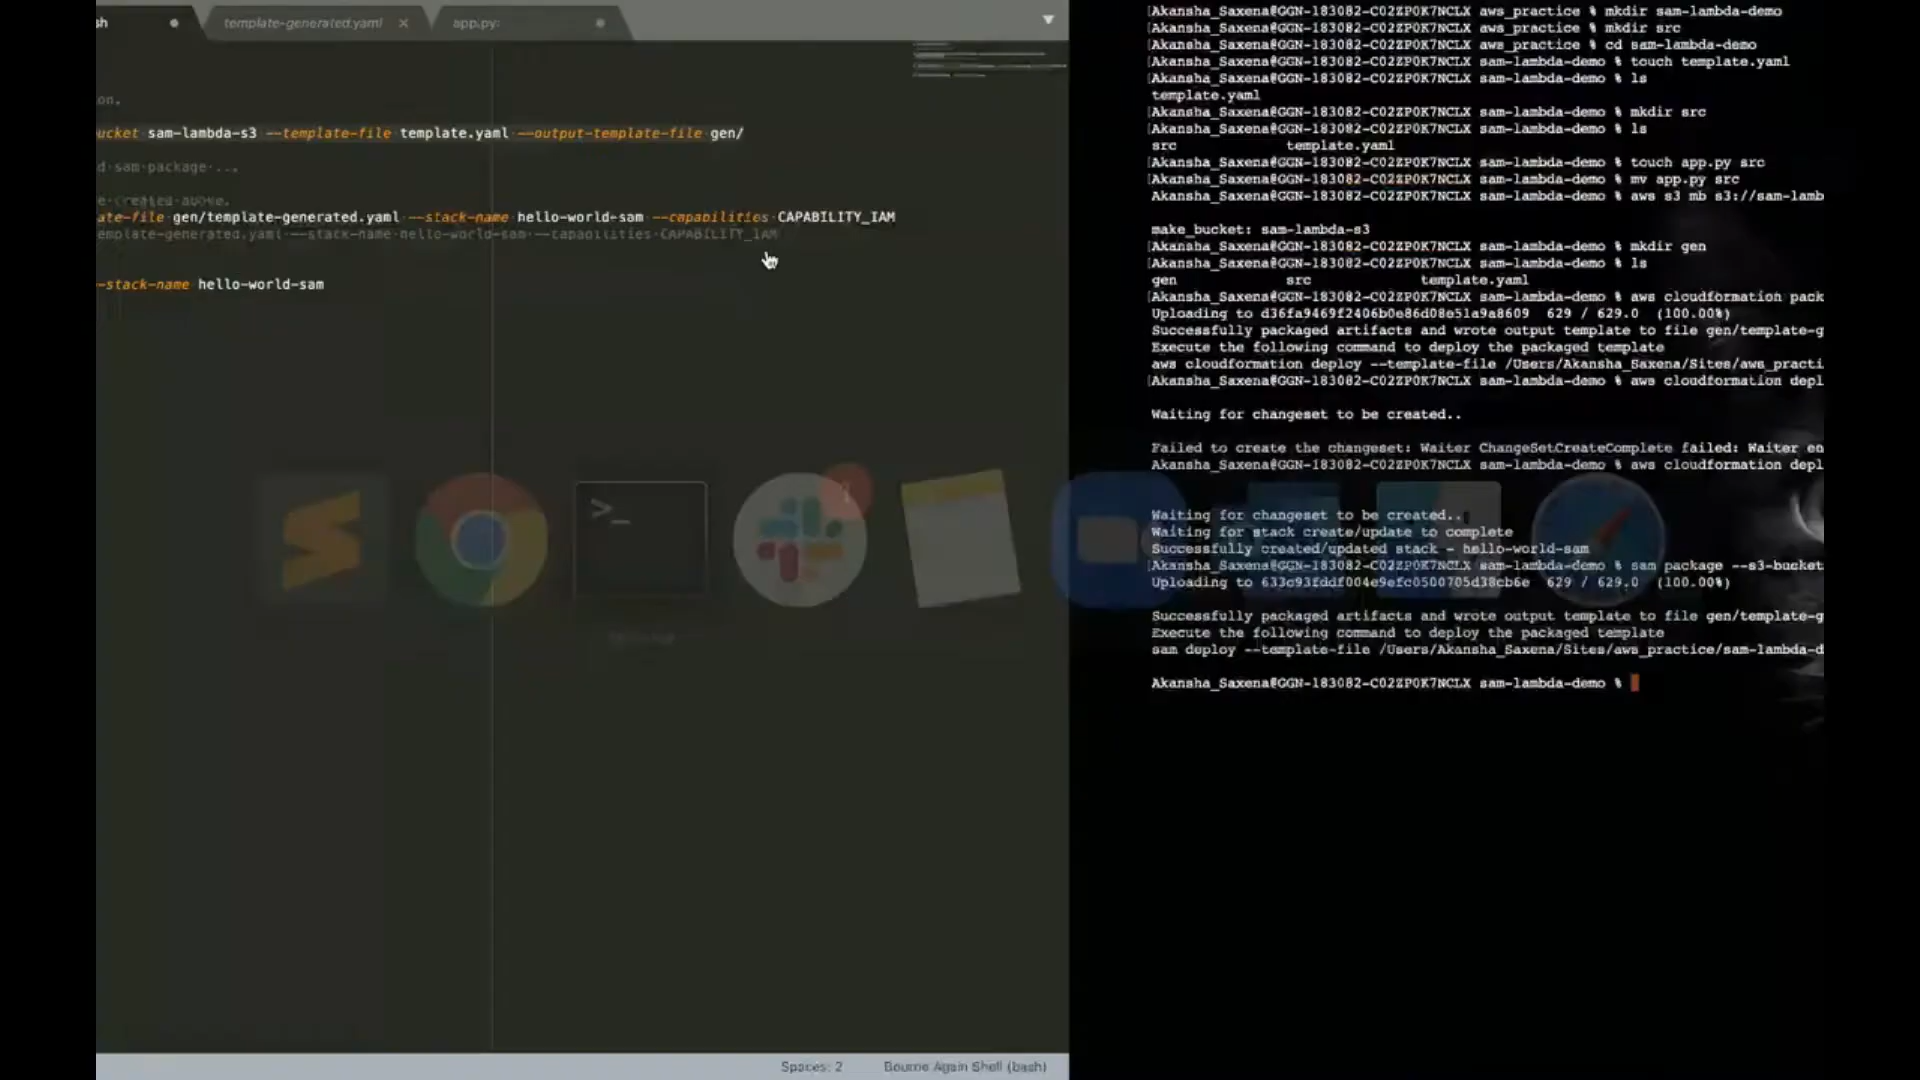 sh
template-generated.yaml
app.py:
on.
bucket sam-lambda-s3 --template-file template.yaml --output-template-file gen/
d sam package ...
e created above.
ate-file gen/template-generated.yaml --stack-name hello-world-sam --capabilities CAPABILITY_IAM
emplate-generated.yaml --stack-name hello-world-sam --capabilities CAPABILITY_IAM
-stack-name hello-world-sam
Spaces: 2
Bourne Again Shell (bash)
Akansha_Saxena@GGN-183082-C02ZP0K7NCLX aws_practice % mkdir sam-lambda-demo
Akansha_Saxena@GGN-183082-C02ZP0K7NCLX aws_practice % mkdir src
Akansha_Saxena@GGN-183082-C02ZP0K7NCLX aws_practice % cd sam-lambda-demo
Akansha_Saxena@GGN-183082-C02ZP0K7NCLX sam-lambda-demo % touch template.yaml
Akansha_Saxena@GGN-183082-C02ZP0K7NCLX sam-lambda-demo % ls
template.yaml
Akansha_Saxena@GGN-183082-C02ZP0K7NCLX sam-lambda-demo % mkdir src
Akansha_Saxena@GGN-183082-C02ZP0K7NCLX sam-lambda-demo % ls
src template.yaml
Akansha_Saxena@GGN-183082-C02ZP0K7NCLX sam-lambda-demo % touch app.py src
Akansha_Saxena@GGN-183082-C02ZP0K7NCLX sam-lambda-demo % mv app.py src
Akansha_Saxena@GGN-183082-C02ZP0K7NCLX sam-lambda-demo % aws s3 mb s3://sam-lamb
make_bucket: sam-lambda-s3
Akansha_Saxena@GGN-183082-C02ZP0K7NCLX sam-lambda-demo % mkdir gen
Akansha_Saxena@GGN-183082-C02ZP0K7NCLX sam-lambda-demo % ls
gen src template.yaml
Akansha_Saxena@GGN-183082-C02ZP0K7NCLX sam-lambda-demo % aws cloudformation pack
Uploading to d36fa9469f2406b0e86d08e51a9a8609 629 / 629.0 (100.00%)
Successfully packaged artifacts and wrote output template to file gen/template-g
Execute the following command to deploy the packaged template
aws cloudformation deploy --template-file /Users/Akansha_Saxena/Sites/aws_practi
Akansha_Saxena@GGN-183082-C02ZP0K7NCLX sam-lambda-demo % aws cloudformation depl
Waiting for changeset to be created..
Failed to create the changeset: Waiter ChangeSetCreateComplete failed: Waiter en
Akansha_Saxena@GGN-183082-C02ZP0K7NCLX sam-lambda-demo % aws cloudformation depl
Waiting for changeset to be created..
Waiting for stack create/update to complete
Successfully created/updated stack - hello-world-sam
Akansha_Saxena@GGN-183082-C02ZP0K7NCLX sam-lambda-demo % sam package --s3-bucket
Uploading to 633c93fddf004e9efc0500705d38cb6e 629 / 629.0 (100.00%)
Successfully packaged artifacts and wrote output template to file gen/template-g
Execute the following command to deploy the packaged template
sam deploy --template-file /Users/Akansha_Saxena/Sites/aws_practice/sam-lambda-d
Akansha_Saxena@GGN-183082-C02ZP0K7NCLX sam-lambda-demo %